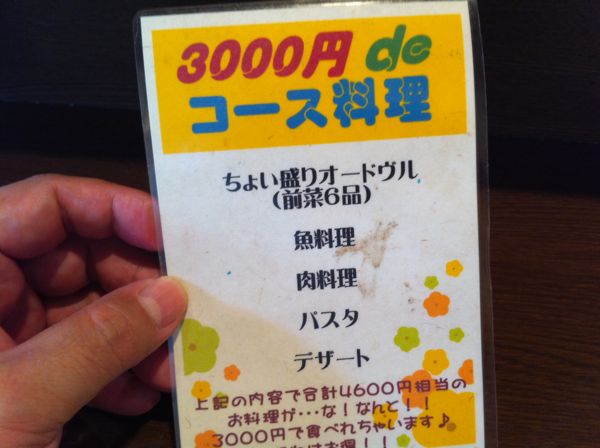 3000円 de
コース料理
ちょい盛りオードヴル
(前菜6品)
魚料理
肉料理
パスタ
デザート
上記の内容で合計4600円相当の
お料理が…な!なんと!!
3000円で食べれちゃいます♪
お得!!